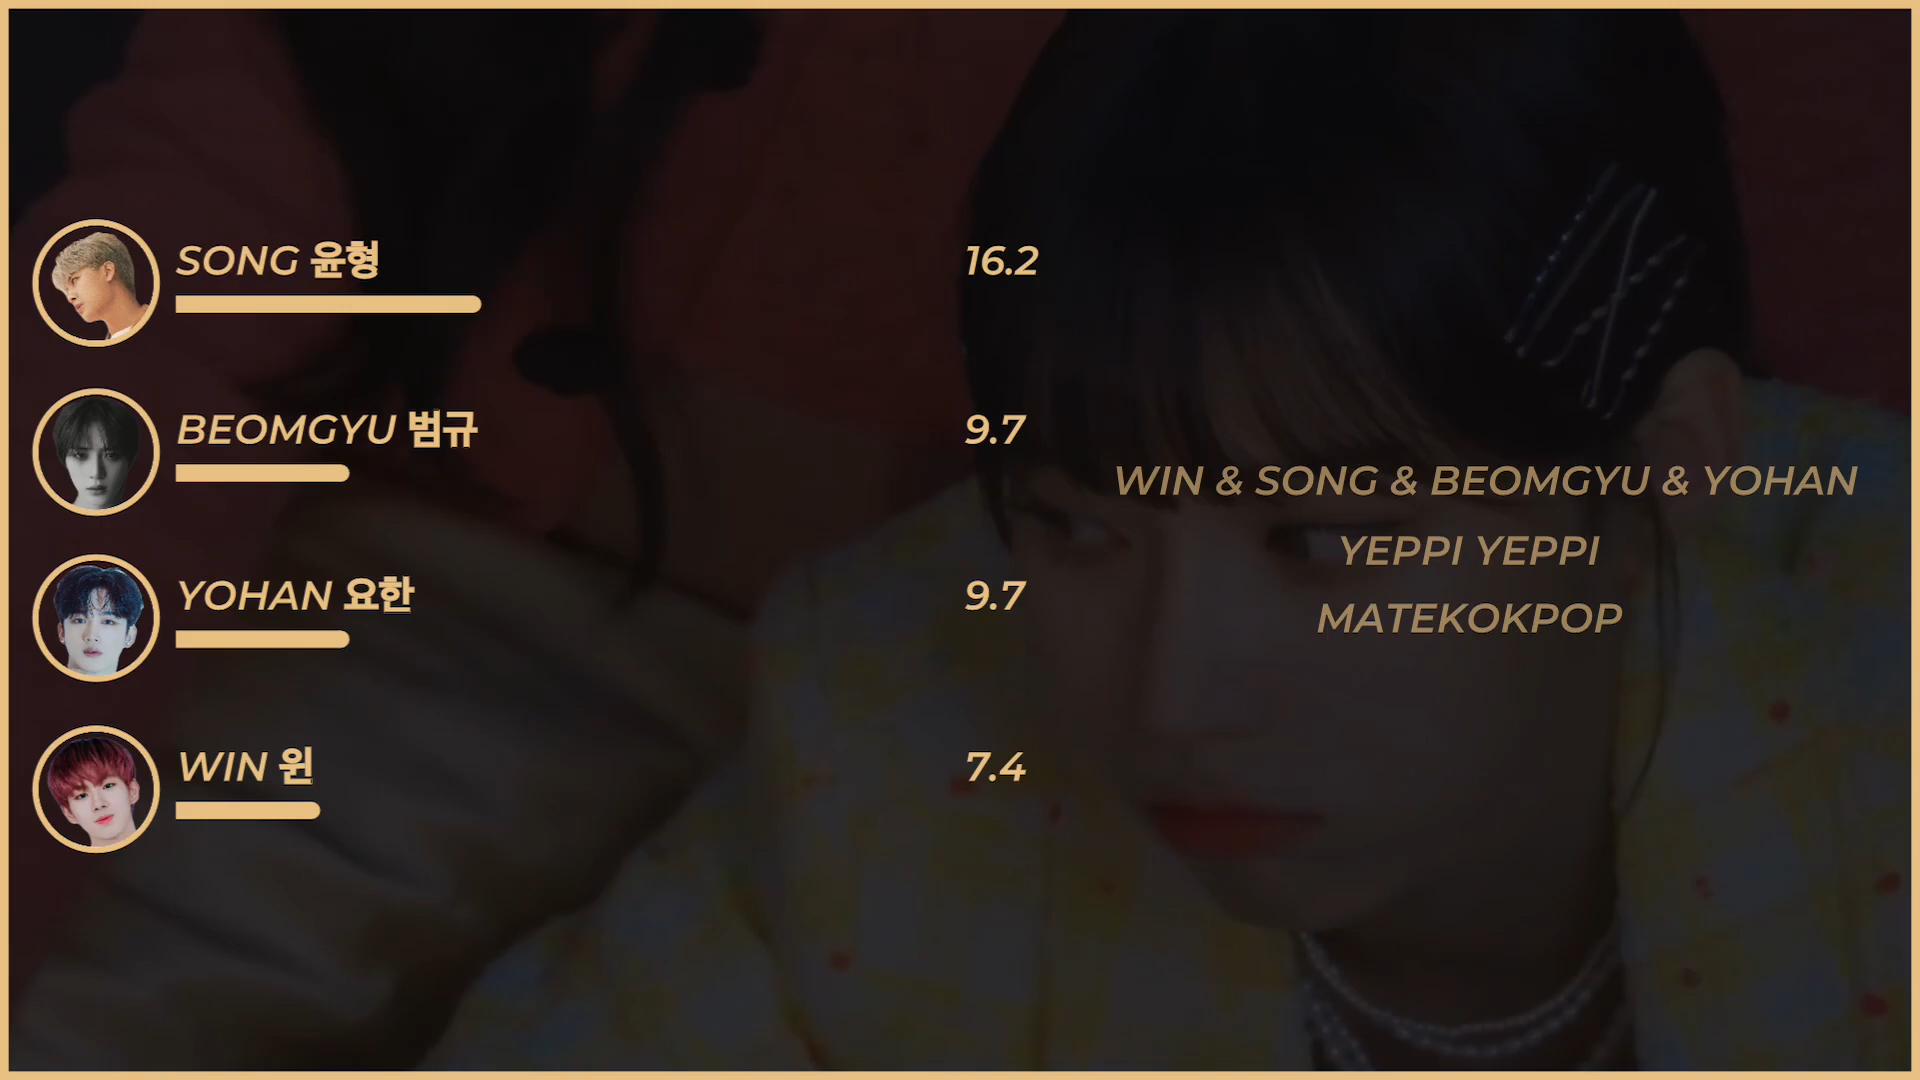 SONG 윤형
16.2
BEOMGYU 범규
9.7
YOHAN 요한
9.7
WIN 윈
7.4
WIN & SONG & BEOMGYU & YOHAN
YEPPI YEPPI
MATEKOKPOP